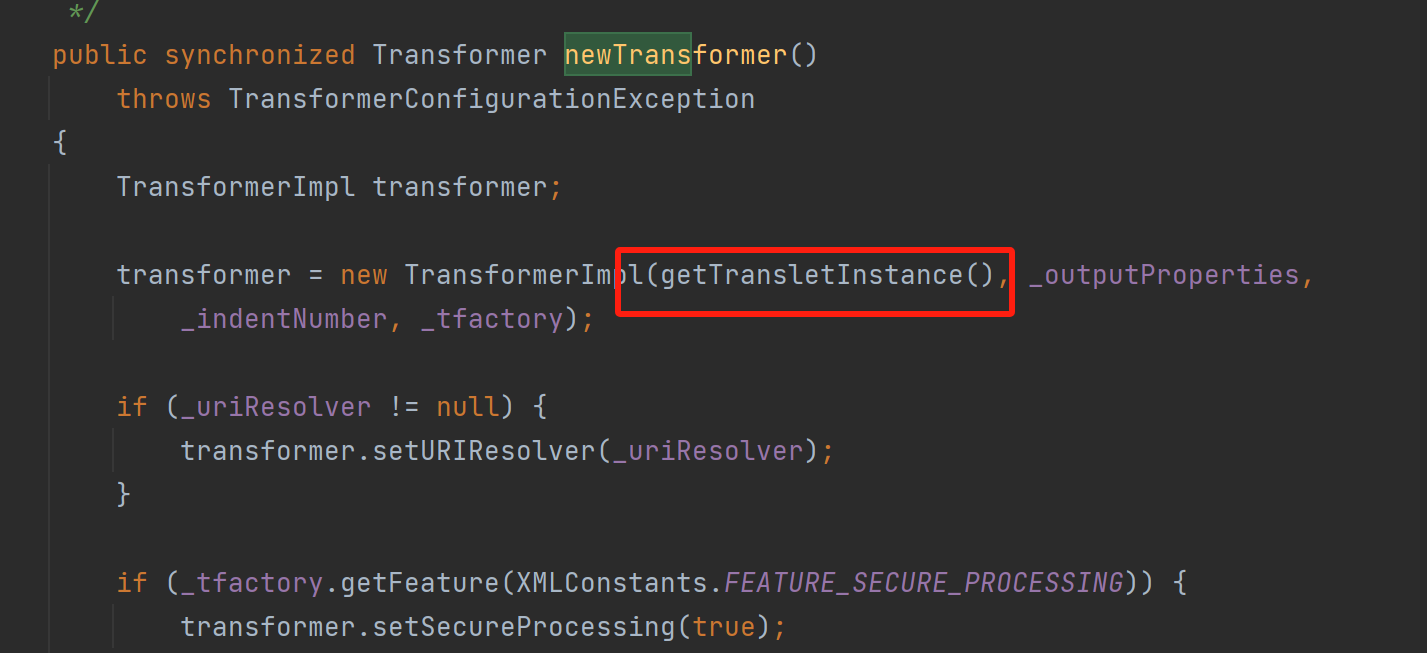 */
public synchronized Transformer newTransformer()
throws TransformerConfigurationException
{
TransformerImpl transformer;
transformer = new TransformerImpl(getTransletInstance(), _outputProperties,
_indentNumber, _tfactory);
if (_uriResolver != null) {
transformer.setURIResolver(_uriResolver);
}
if (_tfactory.getFeature(XMLConstants.FEATURE_SECURE_PROCESSING)) {
transformer.setSecureProcessing(true);